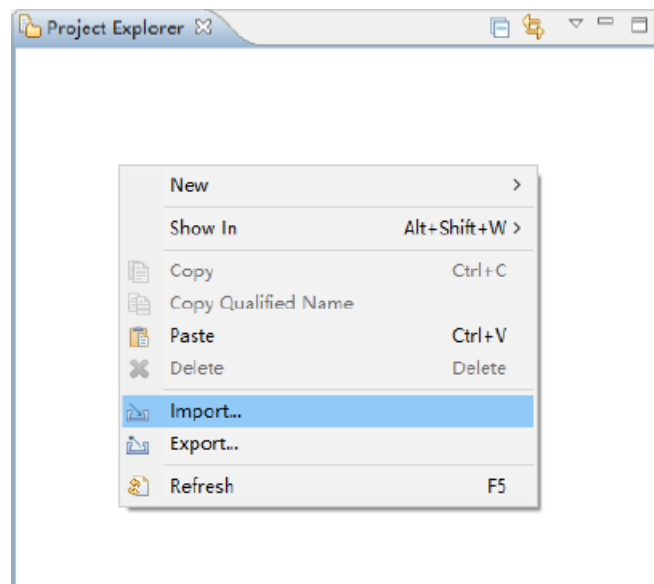 Project Explorer
New
Show In Alt+Shift+W
Copy Ctrl+C
Copy Qualified Name
Paste Ctrl+V
Delete Delete
Import...
Export...
Refresh F5